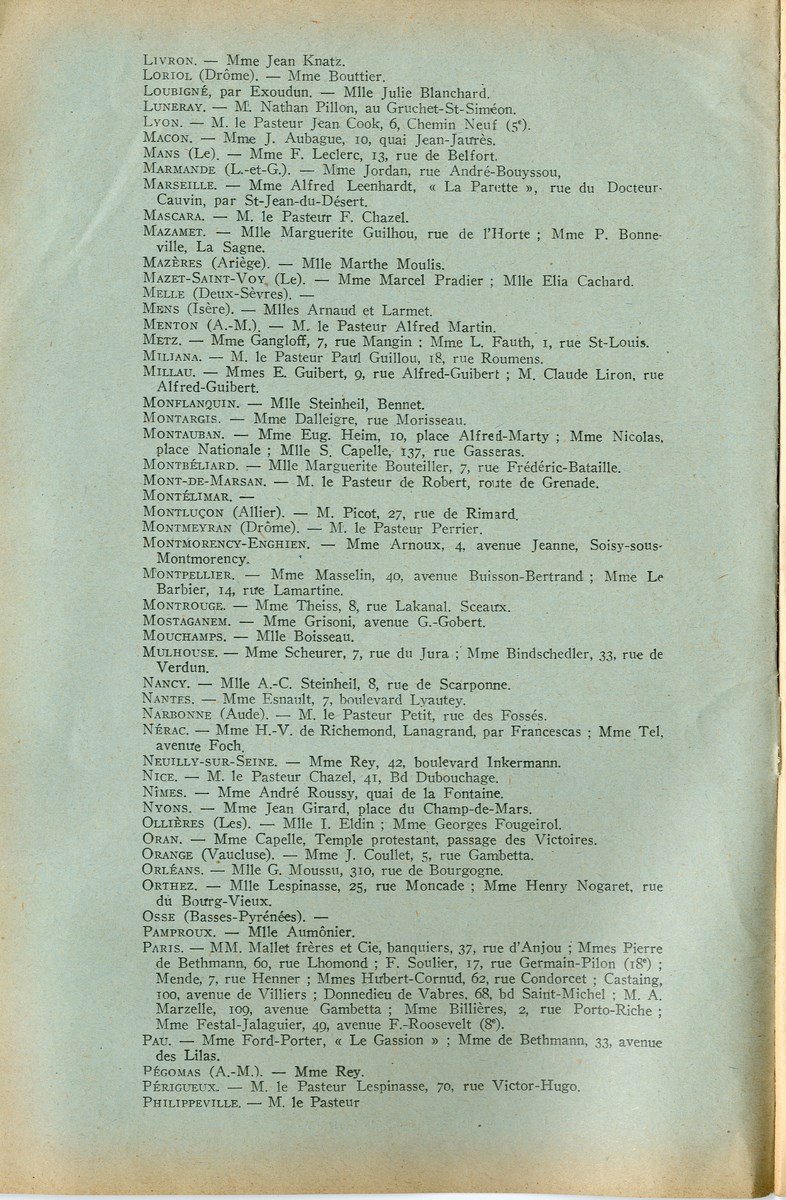 LIVRON. — Mme Jean Knatz.
LORIOL (Drôme). — Mme Bouttier.
LOUBIGNÉ, par Exoudun. — Mlle Julie Blanchard.
LUNERAY. — M. Nathan Pillon, au Gruchet-St-Siméon.
LYON. — M. le Pasteur Jean Cook, 6, Chemin Neuf (5e).
MACON. — Mme J. Aubague, 10, quai Jean-Jaurès.
MANS (Le). — Mme F. Leclerc, 13, rue de Belfort.
MARMANDE (L.-et-G.). — Mme Jordan, rue André-Bouyssou,
MARSEILLE. — Mme Alfred Leenhardt, « La Parette », rue du Docteur-
Cauvin, par St-Jean-du-Désert.
MASCARA. — M. le Pasteur F. Chazel.
MAZAMET. — Mlle Marguerite Guilhou, rue de l'Horte ; Mme P. Bonne-
ville, La Sagne.
MAZÈRES (Ariège). — Mlle Marthe Moulis.
MAZET-SAINT-VOY (Le). — Mme Marcel Pradier ; Mlle Elia Cachard.
MELLE (Deux-Sèvres). —
MENS (Isère). — Mlles Arnaud et Larmet.
MENTON (A.-M.). — M. le Pasteur Alfred Martin.
METZ. — Mme Gangloff, 7, rue Mangin ; Mme L. Fauth, 1, rue St-Louis.
MILIANA. — M. le Pasteur Paul Guillou, 18, rue Roumens.
MILLAU. — Mmes E. Guibert, 9, rue Alfred-Guibert ; M. Claude Liron, rue
Alfred-Guibert.
MONFLANQUIN. — Mlle Steinheil, Bennet.
MONTARGIS. — Mme Dalleigre, rue Morisseau.
MONTAUBAN. — Mme Eug. Heim, 10, place Alfred-Marty ; Mme Nicolas,
place Nationale ; Mlle S. Capelle, 137, rue Gasseras.
MONTBÉLIARD. — Mlle Marguerite Bouteiller, 7, rue Frédéric-Bataille.
MONT-DE-MARSAN. — M. le Pasteur de Robert, route de Grenade.
MONTÉLIMAR. —
MONTLUÇON (Allier). — M. Picot, 27, rue de Rimard.
MONTMEYRAN (Drôme). — M. le Pasteur Perrier.
MONTMORENCY-ENGHIEN. — Mme Arnoux, 4, avenue Jeanne, Soisy-sous-
Montmorency.
MONTPELLIER. — Mme Masselin, 40, avenue Buisson-Bertrand ; Mme Le
Barbier, 14, rue Lamartine.
MONTROUGE. — Mme Theiss, 8, rue Lakanal. Sceaux.
MOSTAGANEM. — Mme Grisoni, avenue G.-Gobert.
MOUCHAMPS. — Mlle Boisseau.
MULHOUSE. — Mme Scheurer, 7, rue du Jura ; Mme Bindschedler, 33, rue de
Verdun.
NANCY. — Mlle A.-C. Steinheil, 8, rue de Scarponne.
NANTES. — Mme Esnault, 7, boulevard Lyautey.
NARBONNE (Aude). — M. le Pasteur Petit, rue des Fossés.
NÉRAC. — Mme H.-V. de Richemond, Lanagrand, par Francescas ; Mme Tel,
avenue Foch.
NEUILLY-SUR-SEINE. — Mme Rey, 42, boulevard Inkermann.
NICE. — M. le Pasteur Chazel, 41, Bd Dubouchage.
NIMES. — Mme André Roussy, quai de la Fontaine.
NYONS. — Mme Jean Girard, place du Champ-de-Mars.
OLLIÈRES (Les). — Mlle I. Eldin ; Mme Georges Fougeirol.
ORAN. — Mme Capelle, Temple protestant, passage des Victoires.
ORANGE (Vaucluse). — Mme J. Coullet, 5, rue Gambetta.
ORLÉANS. — Mlle G. Moussu, 310, rue de Bourgogne.
ORTHEZ. — Mlle Lespinasse, 25, rue Moncade ; Mme Henry Nogaret, rue
du Bourg-Vieux.
OSSE (Basses-Pyrénées). —
PAMPROUX. — Mlle Aumônier.
PARIS. — MM. Mallet frères et Cie, banquiers, 37, rue d'Anjou ; Mmes Pierre
de Bethmann, 60, rue Lhomond ; F. Soulier, 17, rue Germain-Pilon (18e) ;
Mende, 7, rue Henner ; Mmes Hubert-Cornud, 62, rue Condorcet ; Castaing,
100, avenue de Villiers ; Donnedieu de Vabres, 68, bd Saint-Michel ; M. A.
Marzelle, 109, avenue Gambetta ; Mme Billières, 2, rue Porto-Riche ;
Mme Festal-Jalaguier, 49, avenue F.-Roosevelt (8e).
PAU. — Mme Ford-Porter, « Le Gassion » ; Mme de Bethmann, 33, avenue
des Lilas.
PÉGOMAS (A.-M.). — Mme Rey.
PÉRIGUEUX. — M. le Pasteur Lespinasse, 70, rue Victor-Hugo.
PHILIPPEVILLE. — M. le Pasteur